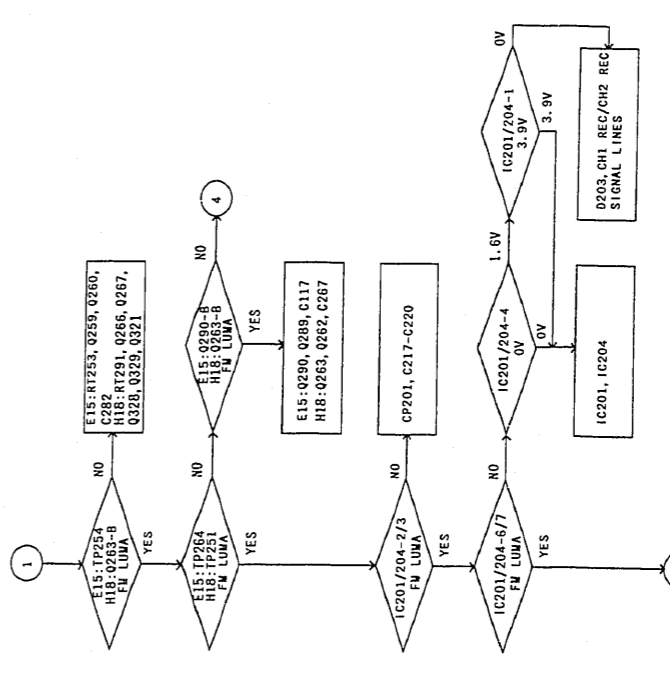 1
E15:TP254
H18:Q263-B
FM LUMA
NO
E15:RT253, Q259, Q260,
C282
H18:RT291, Q266, Q267,
Q328, Q329, Q321
YES
E15:TP264
H18:TP251
FM LUMA
NO
E15:Q290-B
H18:Q263-B
FM LUMA
NO
4
YES
E15:Q290, Q289, C117
H18:Q263, Q262, C267
YES
IC201/204-2/3
FM LUMA
NO
CP201, C217-C220
YES
IC201/204-6/7
FM LUMA
NO
IC201/204-4
0V
1.6V
IC201/204-1
3.9V
0V
0V
3.9V
IC201, IC204
D203, CH1 REC/CH2 REC
SIGNAL LINES
YES